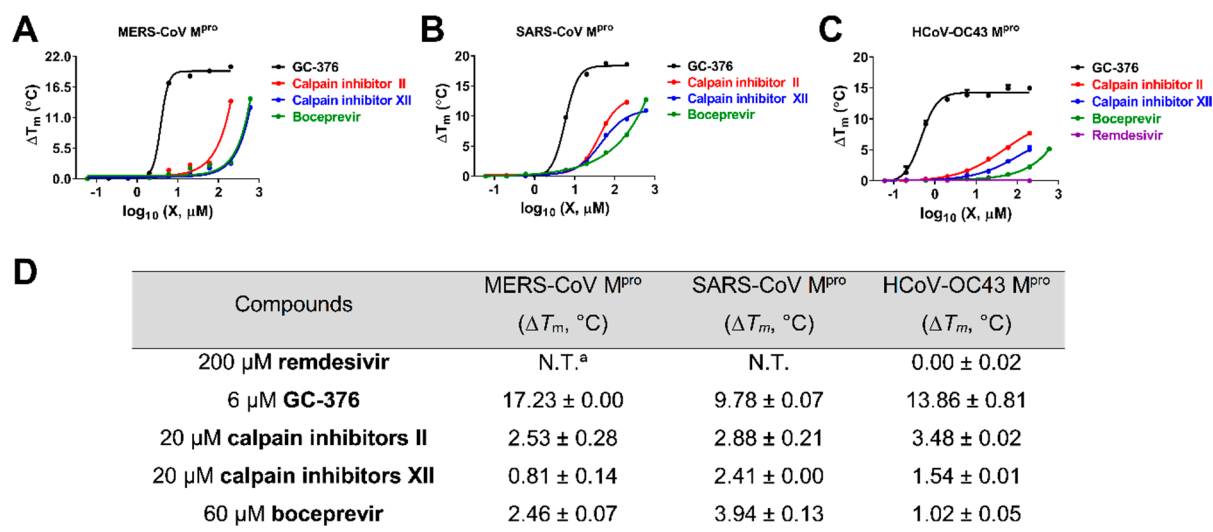 A
MERS-CoV Mpro
22.0
16.5
11.0
5.5
0.0
ΔTm (°C)
-1 0 1 2 3
log10 (X, μM)
GC-376
Calpain inhibitor II
Calpain inhibitor XII
Boceprevir
B
SARS-CoV Mpro
20
15
10
5
0
ΔTm (°C)
-1 0 1 2 3
log10 (X, μM)
GC-376
Calpain inhibitor II
Calpain inhibitor XII
Boceprevir
C
HCoV-OC43 Mpro
20
15
10
5
0
ΔTm (°C)
-1 0 1 2 3
log10 (X, μM)
GC-376
Calpain inhibitor II
Calpain inhibitor XII
Boceprevir
Remdesivir
D
Compounds
MERS-CoV Mpro SARS-CoV Mpro HCoV-OC43 Mpro
(ΔTm, °C) (ΔTm, °C) (ΔTm, °C)
200 μM remdesivir N.T.a N.T. 0.00 ± 0.02
6 μM GC-376 17.23 ± 0.00 9.78 ± 0.07 13.86 ± 0.81
20 μM calpain inhibitors II 2.53 ± 0.28 2.88 ± 0.21 3.48 ± 0.02
20 μM calpain inhibitors XII 0.81 ± 0.14 2.41 ± 0.00 1.54 ± 0.01
60 μM boceprevir 2.46 ± 0.07 3.94 ± 0.13 1.02 ± 0.05